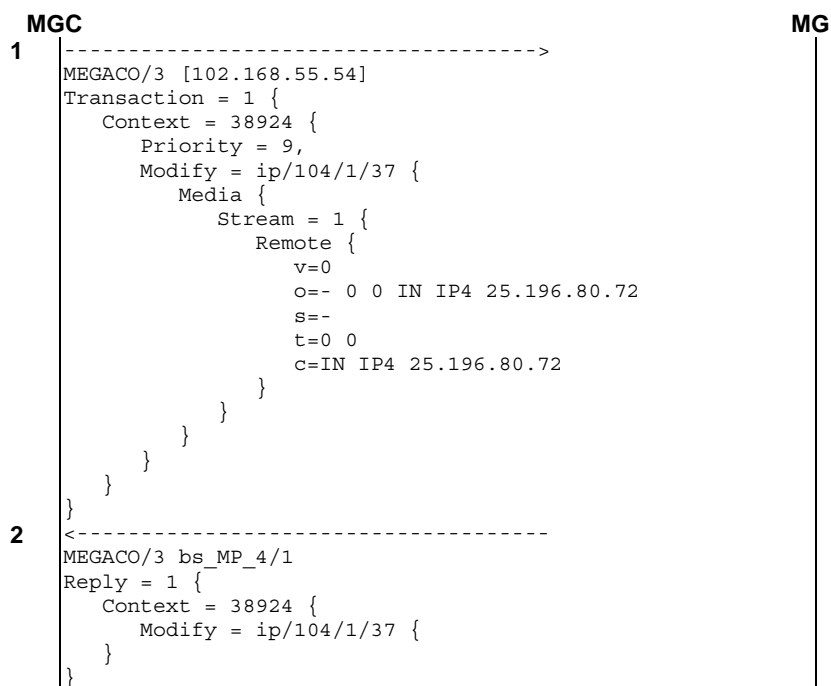 MGC MG
1 ------------------------------------->
MEGACO/3 [102.168.55.54]
Transaction = 1 {
   Context = 38924 {
      Priority = 9,
      Modify = ip/104/1/37 {
         Media {
            Stream = 1 {
               Remote {
                  v=0
                  o=- 0 0 IN IP4 25.196.80.72
                  s=-
                  t=0 0
                  c=IN IP4 25.196.80.72
               }
            }
         }
      }
   }
}
2 <-------------------------------------
MEGACO/3 bs_MP_4/1
Reply = 1 {
   Context = 38924 {
      Modify = ip/104/1/37 {
   }
}